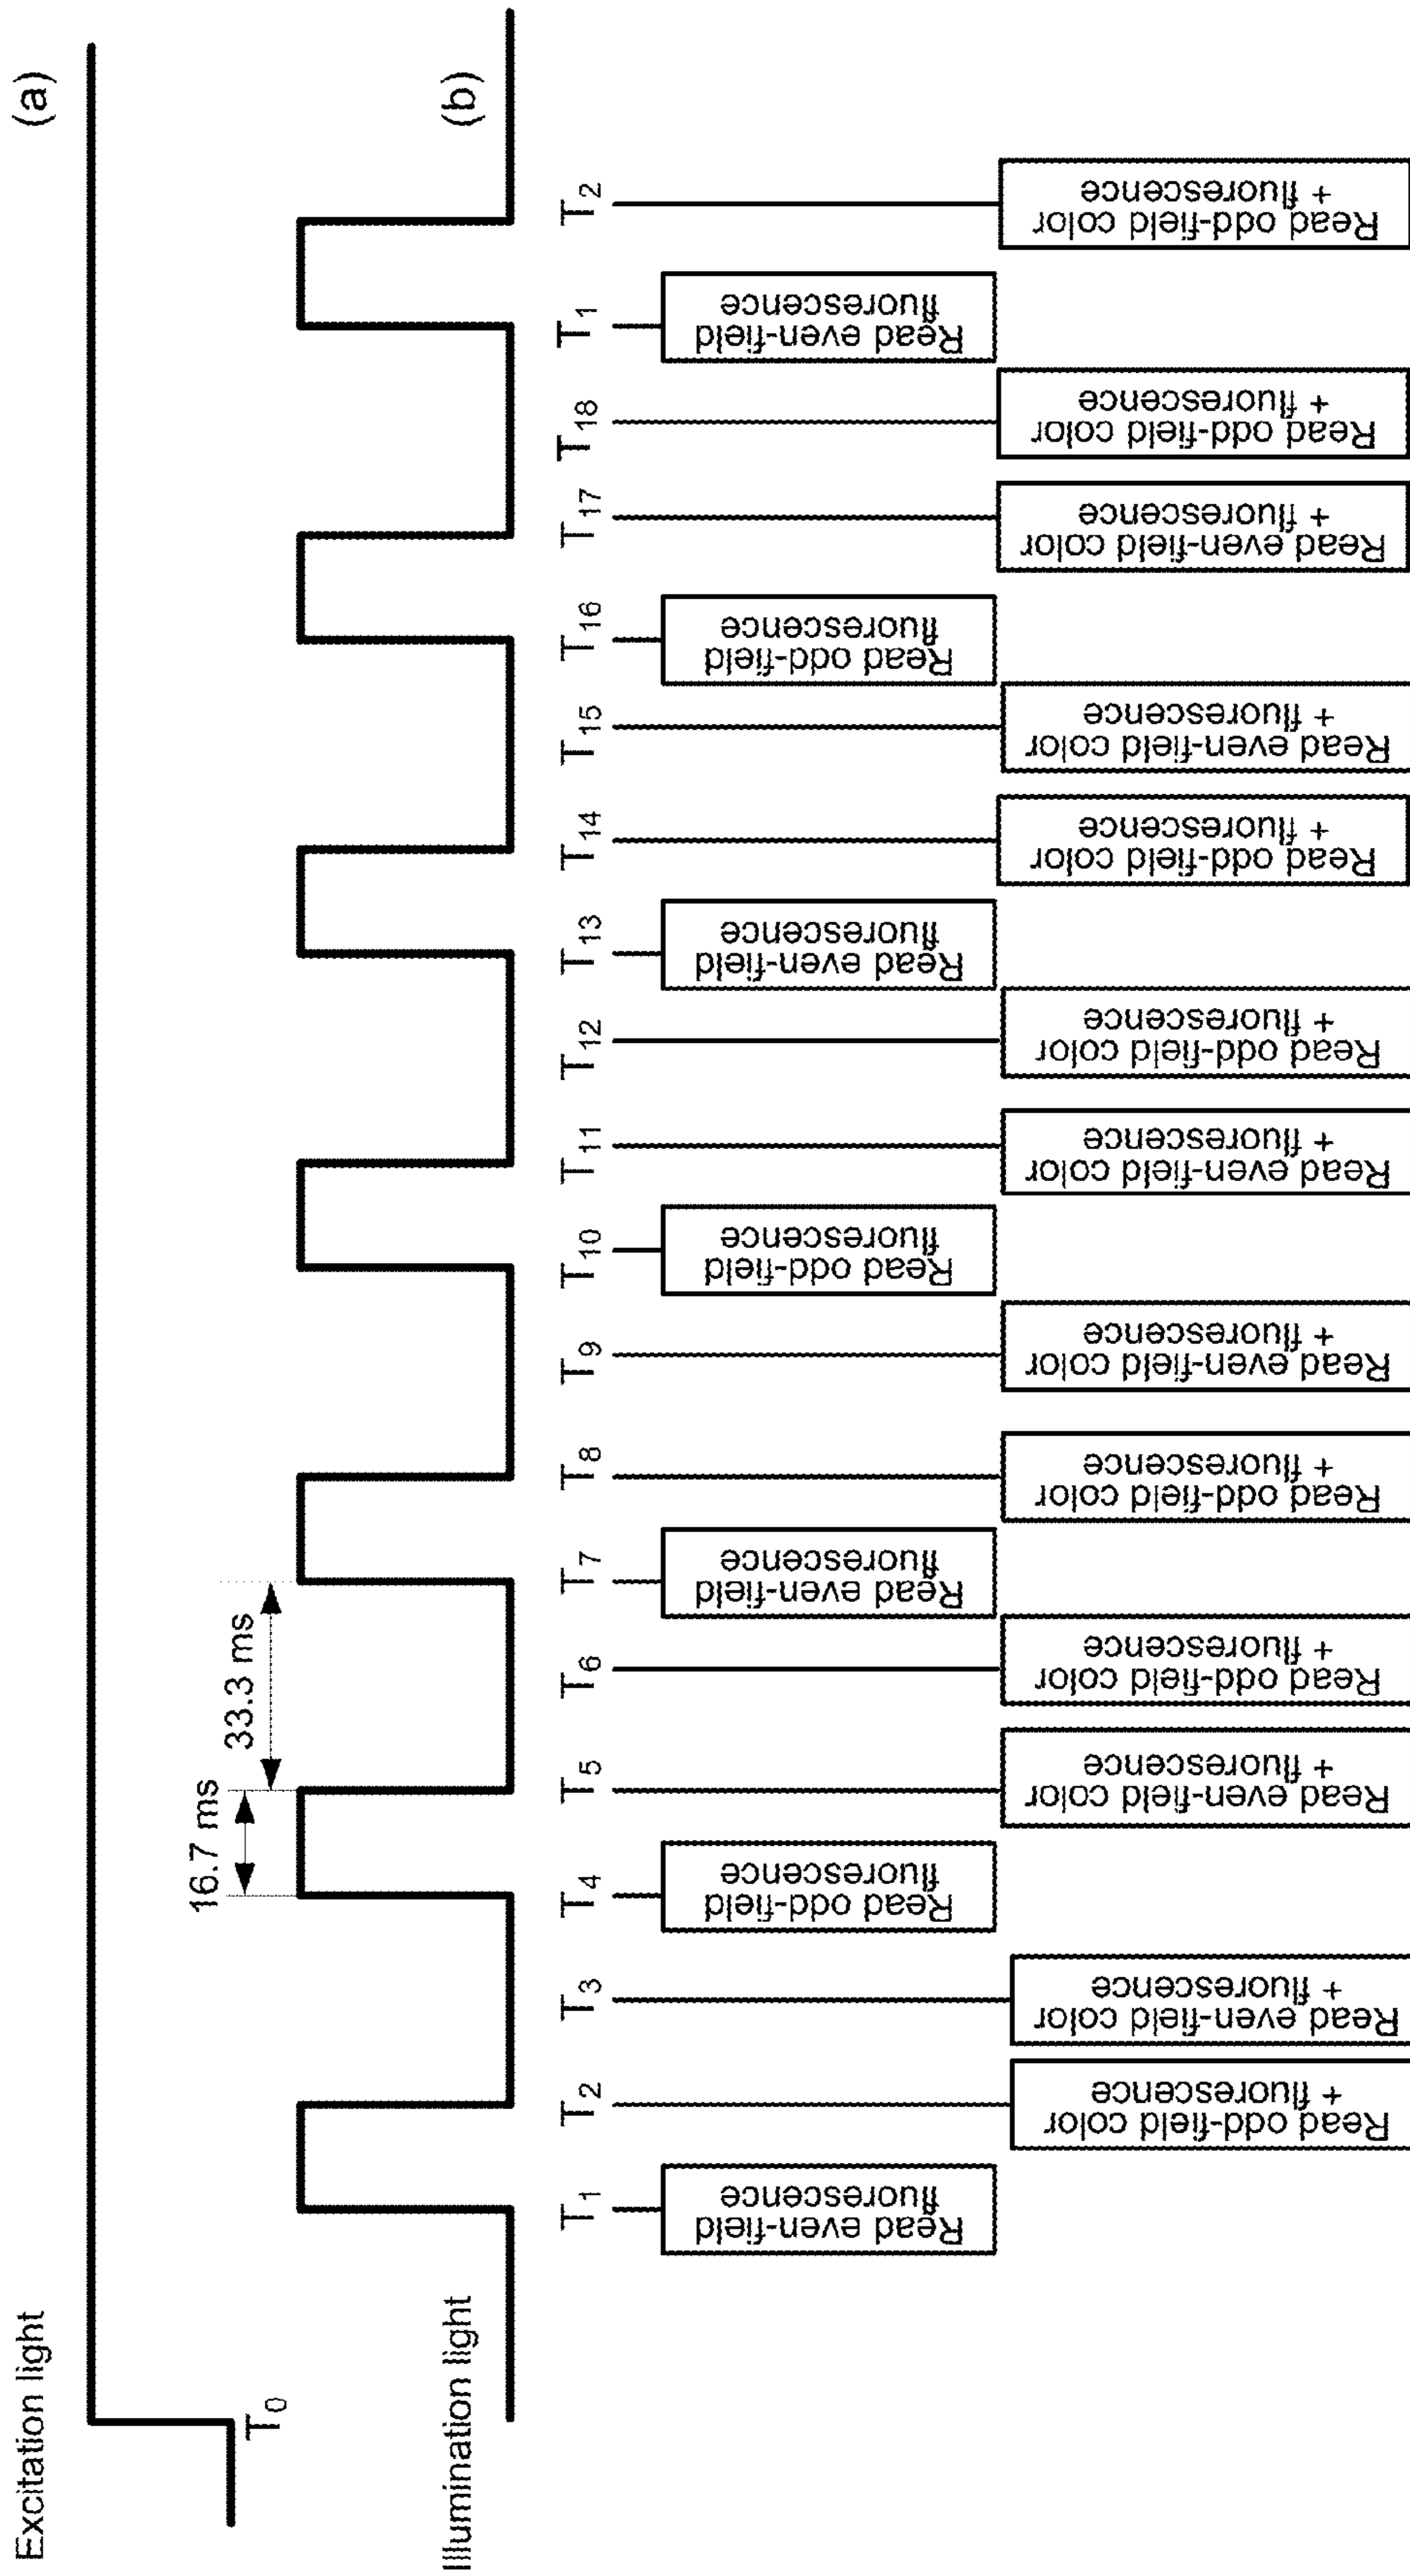 Excitation light
(a)
T0
16.7 ms
33.3 ms
Illumination light
(b)
T1
T2
T3
T4
T5
T6
T7
T8
T9
T10
T11
T12
T13
T14
T15
T16
T17
T18
T1
T2
Read even-field
fluorescence
Read odd-field
fluorescence
Read even-field
fluorescence
Read odd-field
fluorescence
Read even-field
fluorescence
Read odd-field
fluorescence
Read even-field
fluorescence
Read odd-field color
+ fluorescence
Read even-field color
+ fluorescence
Read even-field color
+ fluorescence
Read odd-field color
+ fluorescence
Read odd-field color
+ fluorescence
Read even-field color
+ fluorescence
Read even-field color
+ fluorescence
Read odd-field color
+ fluorescence
Read odd-field color
+ fluorescence
Read even-field color
+ fluorescence
Read even-field color
+ fluorescence
Read odd-field color
+ fluorescence
Read odd-field color
+ fluorescence